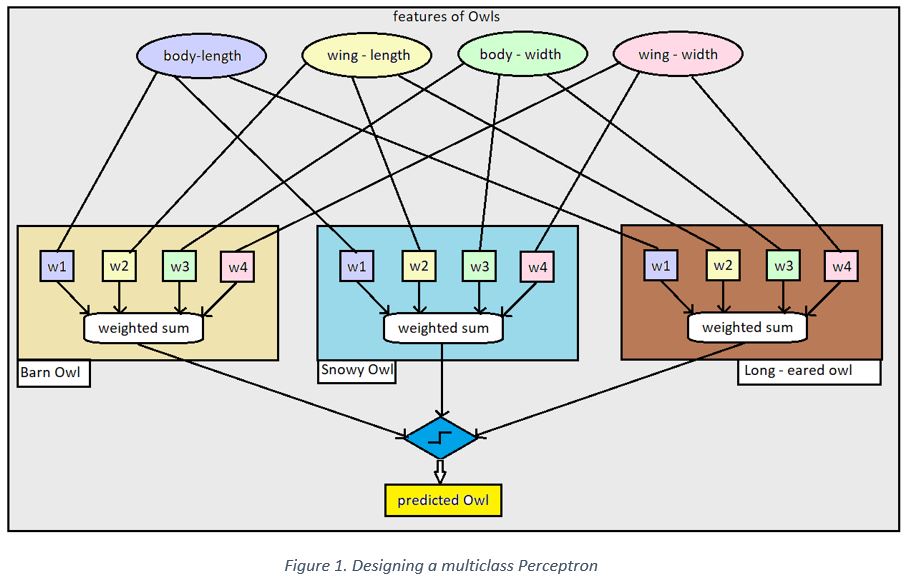 features of Owls
body-length
wing - length
body - width
wing - width
w1
w2
w3
w4
w1
w2
w3
w4
w1
w2
w3
w4
weighted sum
weighted sum
weighted sum
Barn Owl
Snowy Owl
Long - eared owl
predicted Owl
Figure 1. Designing a multiclass Perceptron